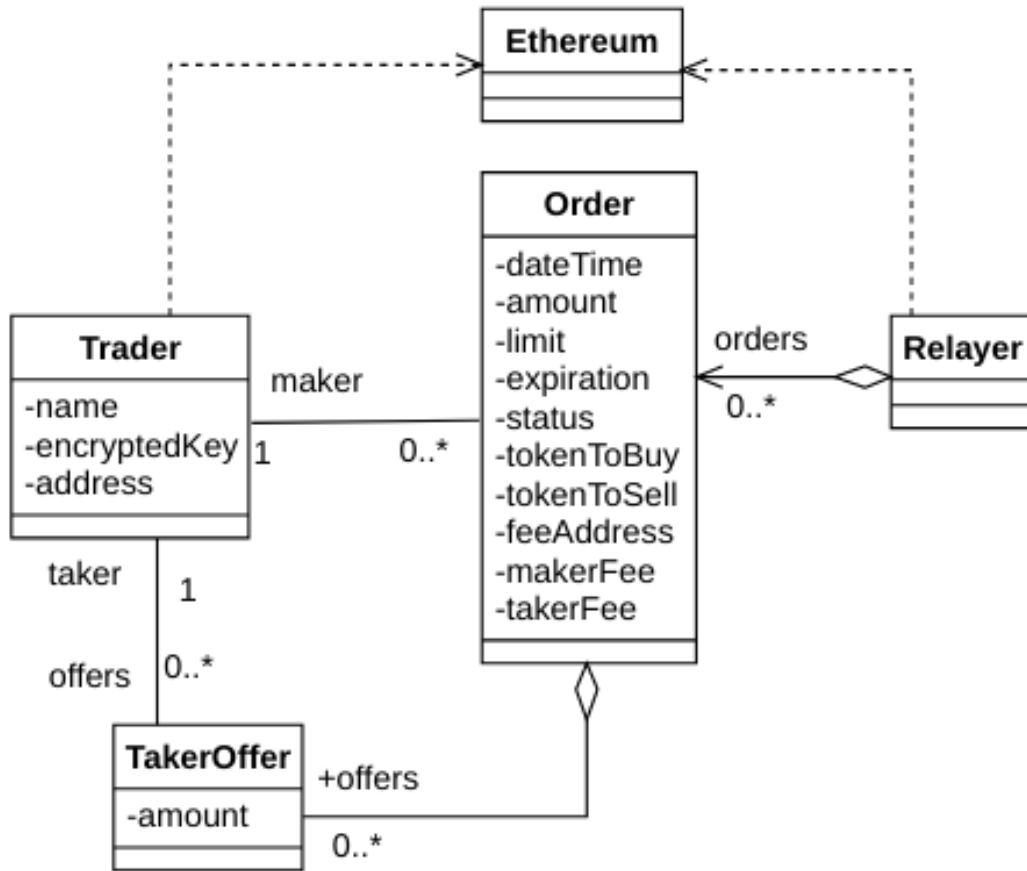 Ethereum
Order
-dateTime
-amount
-limit
-expiration
-status
-tokenToBuy
-tokenToSell
-feeAddress
-makerFee
-takerFee
Trader
-name
-encryptedKey
-address
maker
1
0..*
orders
0..*
Relayer
taker
1
offers
0..*
TakerOffer
-amount
+offers
0..*